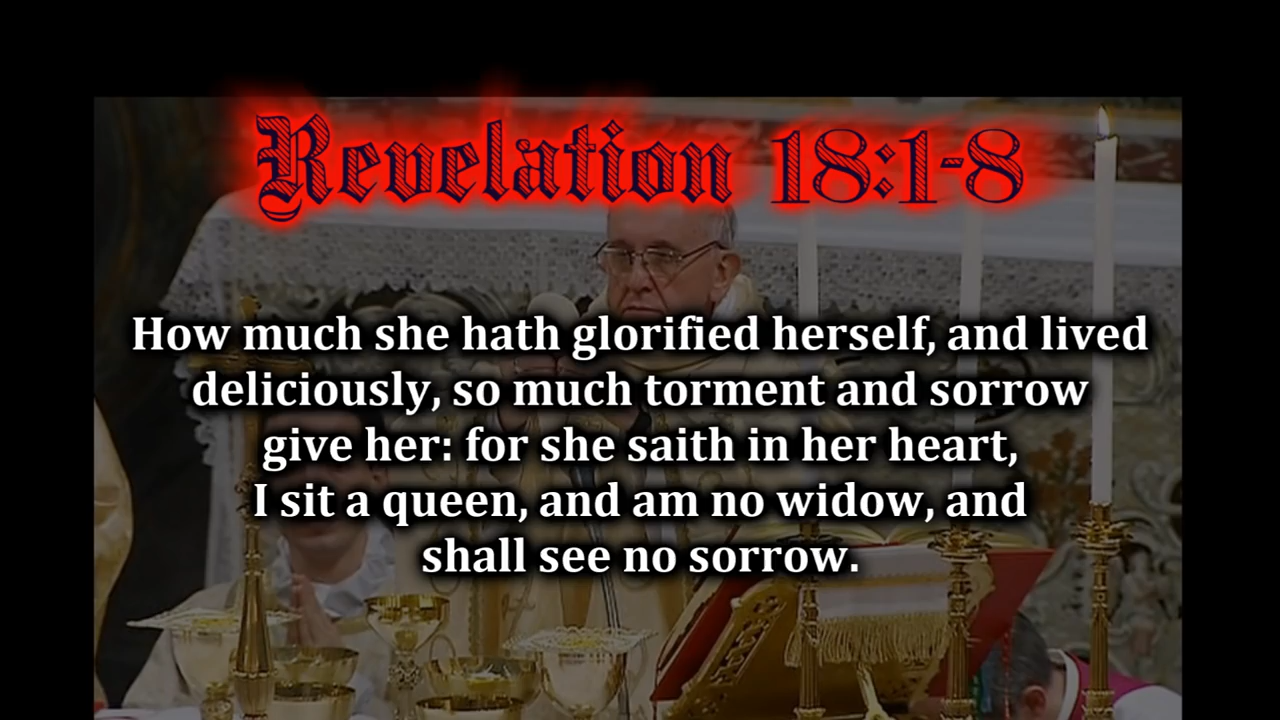 Revelation 18:1-8
How much she hath glorified herself, and lived
deliciously, so much torment and sorrow
give her: for she saith in her heart,
I sit a queen, and am no widow, and
shall see no sorrow.